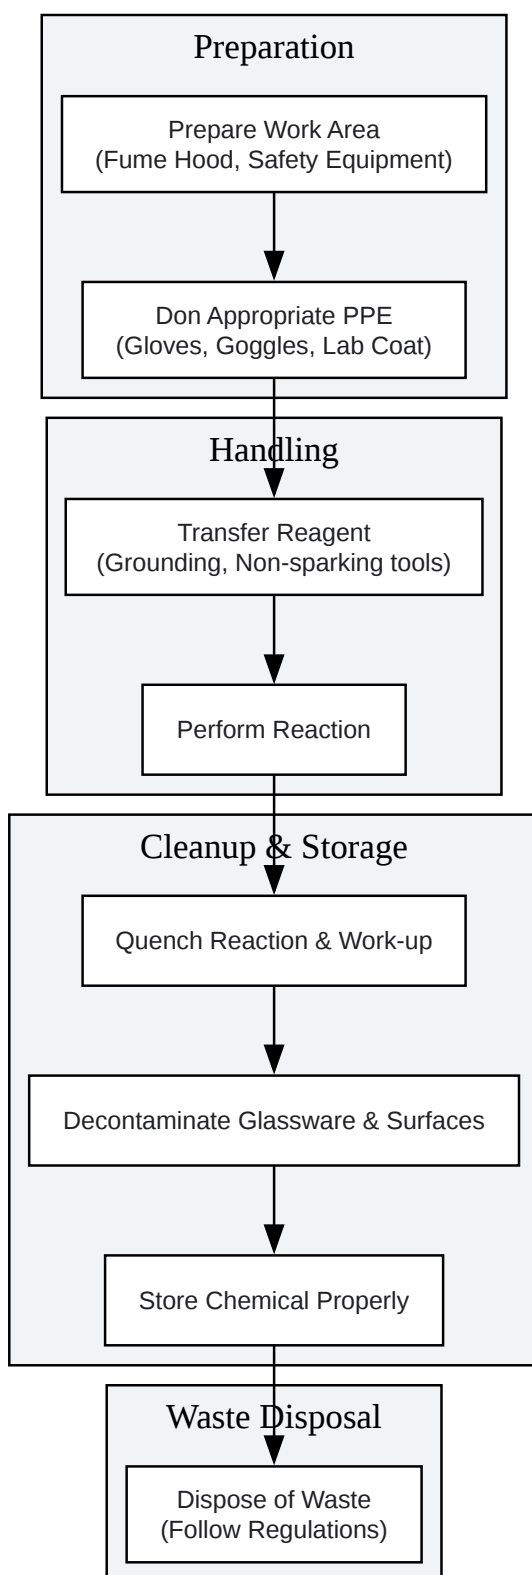 Preparation
Prepare Work Area
(Fume Hood, Safety Equipment)
Don Appropriate PPE
(Gloves, Goggles, Lab Coat)
Handling
Transfer Reagent
(Grounding, Non-sparking tools)
Perform Reaction
Cleanup & Storage
Quench Reaction & Work-up
Decontaminate Glassware & Surfaces
Store Chemical Properly
Waste Disposal
Dispose of Waste
(Follow Regulations)